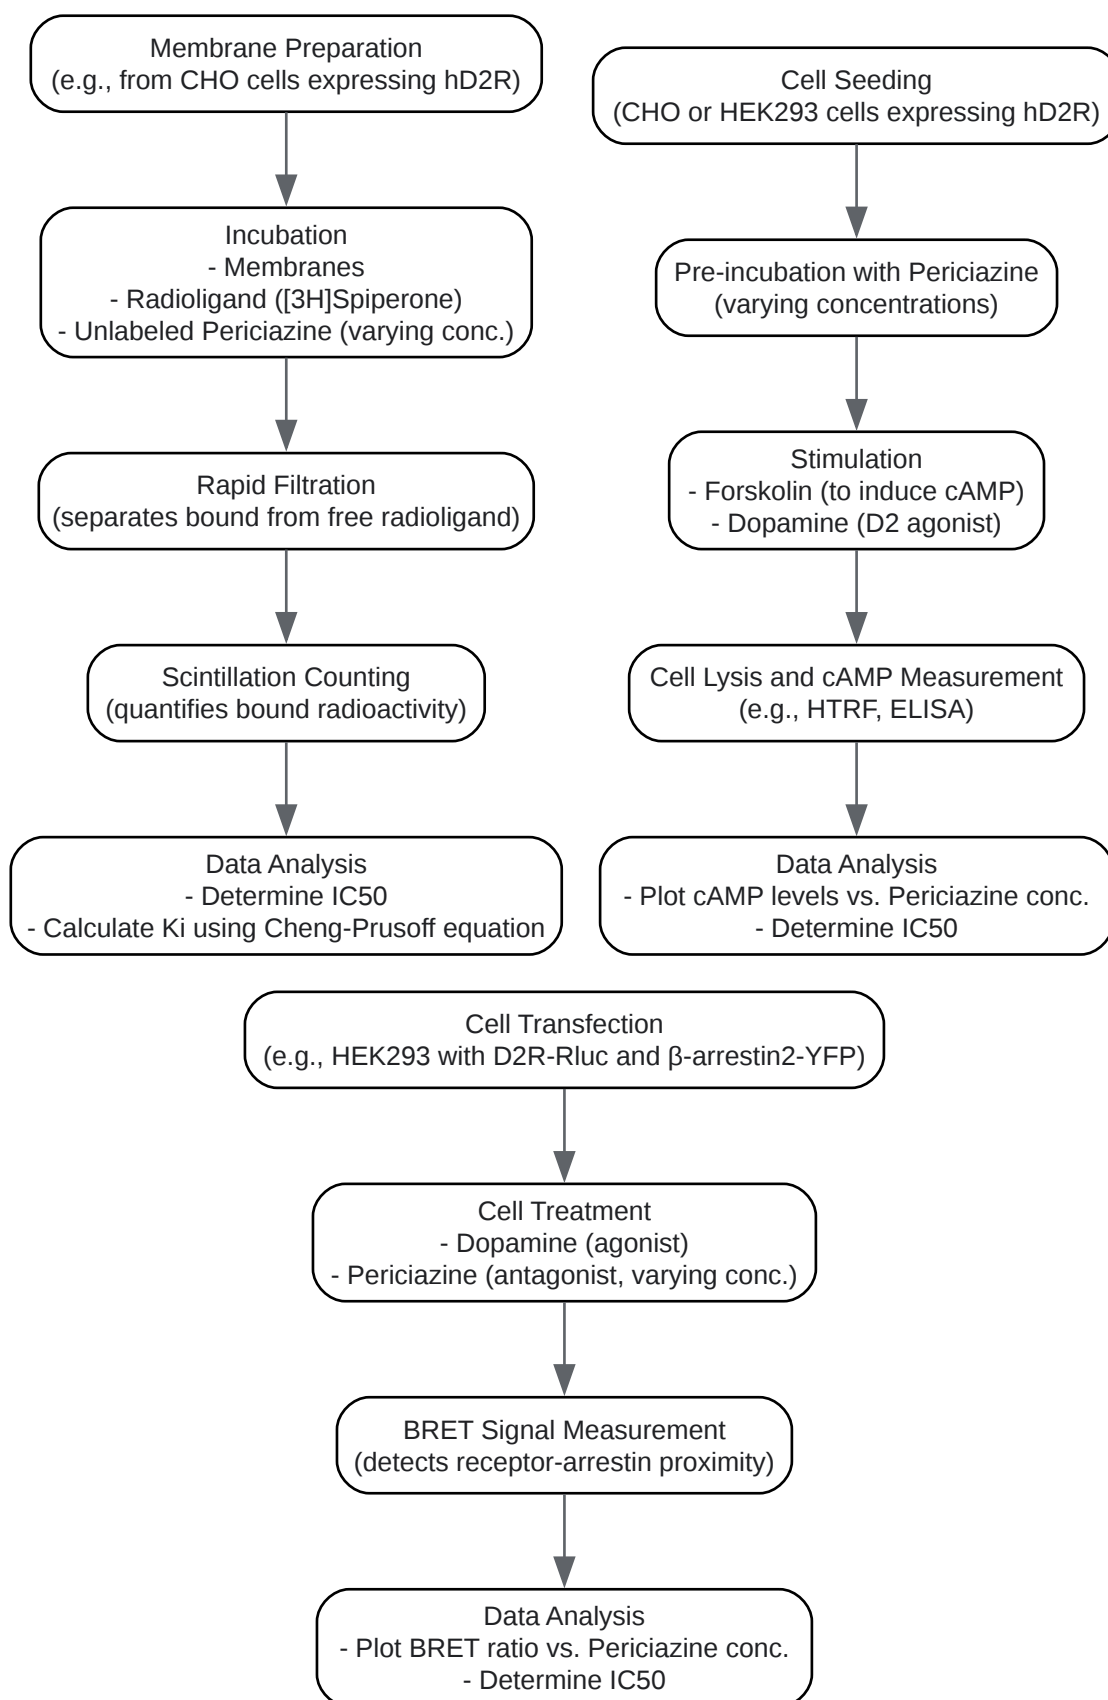 Membrane Preparation
(e.g., from CHO cells expressing hD2R)
Incubation
- Membranes
- Radioligand ([3H]Spiperone)
- Unlabeled Periciazine (varying conc.)
Rapid Filtration
(separates bound from free radioligand)
Scintillation Counting
(quantifies bound radioactivity)
Data Analysis
- Determine IC50
- Calculate Ki using Cheng-Prusoff equation
Cell Seeding
(CHO or HEK293 cells expressing hD2R)
Pre-incubation with Periciazine
(varying concentrations)
Stimulation
- Forskolin (to induce cAMP)
- Dopamine (D2 agonist)
Cell Lysis and cAMP Measurement
(e.g., HTRF, ELISA)
Data Analysis
- Plot cAMP levels vs. Periciazine conc.
- Determine IC50
Cell Transfection
(e.g., HEK293 with D2R-Rluc and β-arrestin2-YFP)
Cell Treatment
- Dopamine (agonist)
- Periciazine (antagonist, varying conc.)
BRET Signal Measurement
(detects receptor-arrestin proximity)
Data Analysis
- Plot BRET ratio vs. Periciazine conc.
- Determine IC50